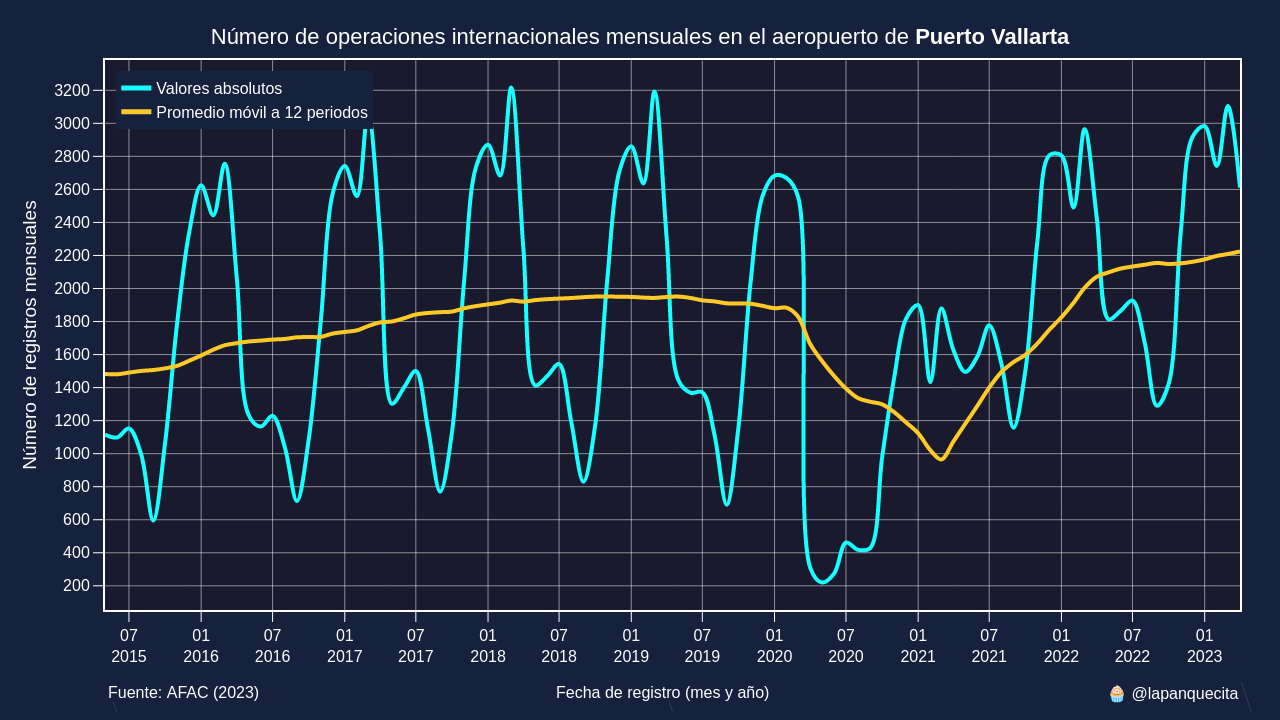 Número de operaciones internacionales mensuales en el aeropuerto de Puerto Vallarta
Valores absolutos
Promedio móvil a 12 periodos
Número de registros mensuales
3200
3000
2800
2600
2400
2200
2000
1800
1600
1400
1200
1000
800
600
400
200
07 01 07 01 07 01 07 01 07 01 07 01 07 01 07 01
2015 2016 2016 2017 2017 2018 2018 2019 2019 2020 2020 2021 2021 2022 2022 2023
Fuente: AFAC (2023) Fecha de registro (mes y año) 🧁 @lapanquecita